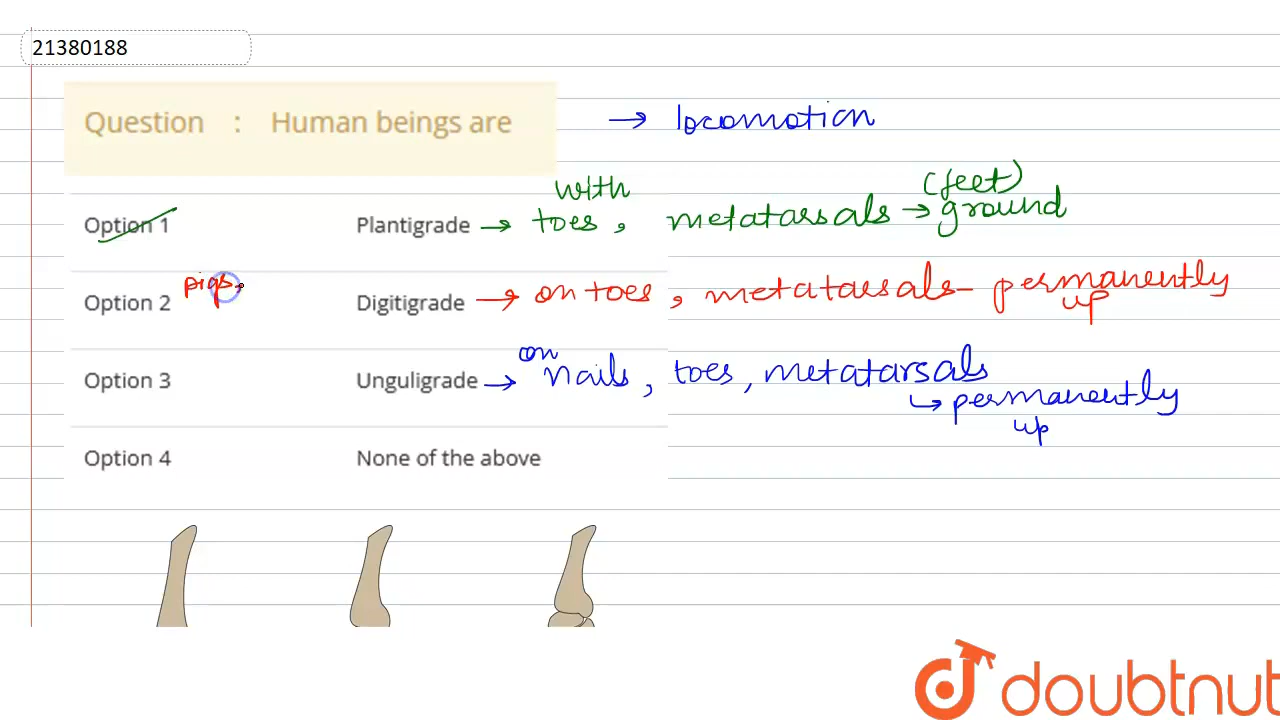 21380188
Question : Human beings are → locomotion
Option 1 Plantigrade → with toes, metatarsals → (feet) ground
pigs.
Option 2 Digitigrade → on toes, metatarsals – permanently up
Option 3 Unguligrade → on nails, toes, metatarsals
↳ permanently up
Option 4 None of the above
doubtnut